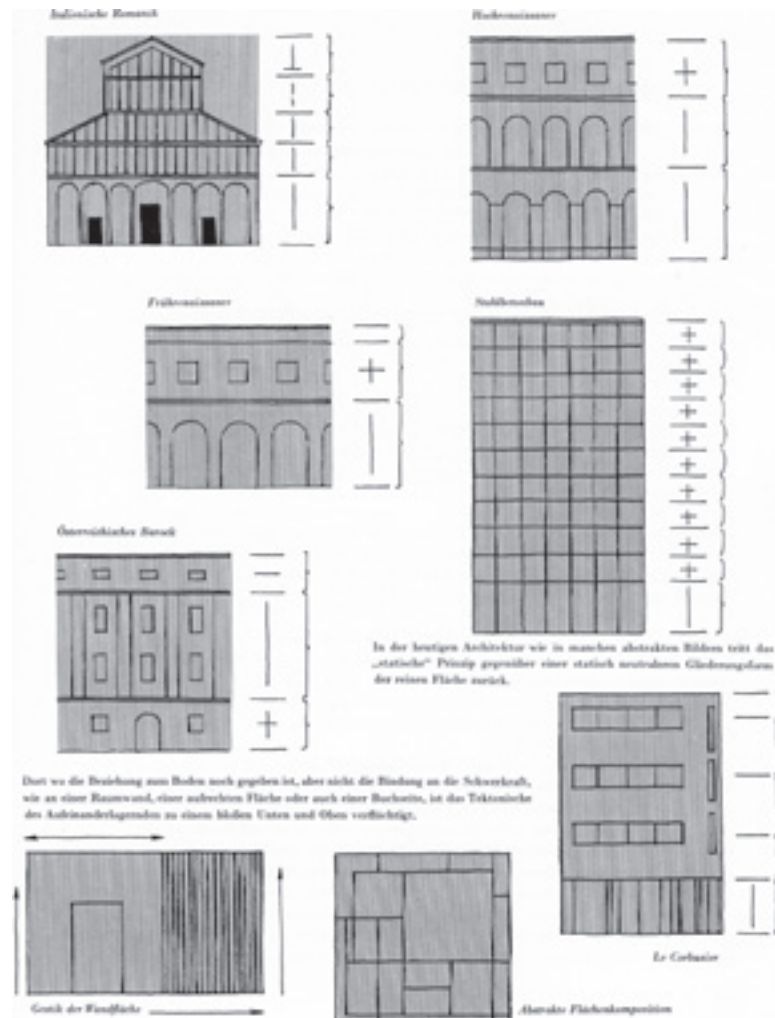 Italienische Romanik
Hochrenaissance
Frührenaissance
Stahlbetonbau
Österreichisches Barock
In der heutigen Architektur wie in manchen abstrakten Bildern tritt das
„statische“ Prinzip gegenüber einer statisch neutraleren Gliederungsform
der reinen Fläche zurück.
Dort wo die Beziehung zum Boden noch gegeben ist, aber nicht die Bindung an die Schwerkraft,
wie an einer Raumwand, einer aufrechten Fläche oder auch einer Buchseite, ist das Tektonische
des Aufeinanderlagernden zu einem bloßen Unten und Oben verflüchtigt.
Le Corbusier
Gestik der Wandfläche
Abstrakte Flächenkomposition